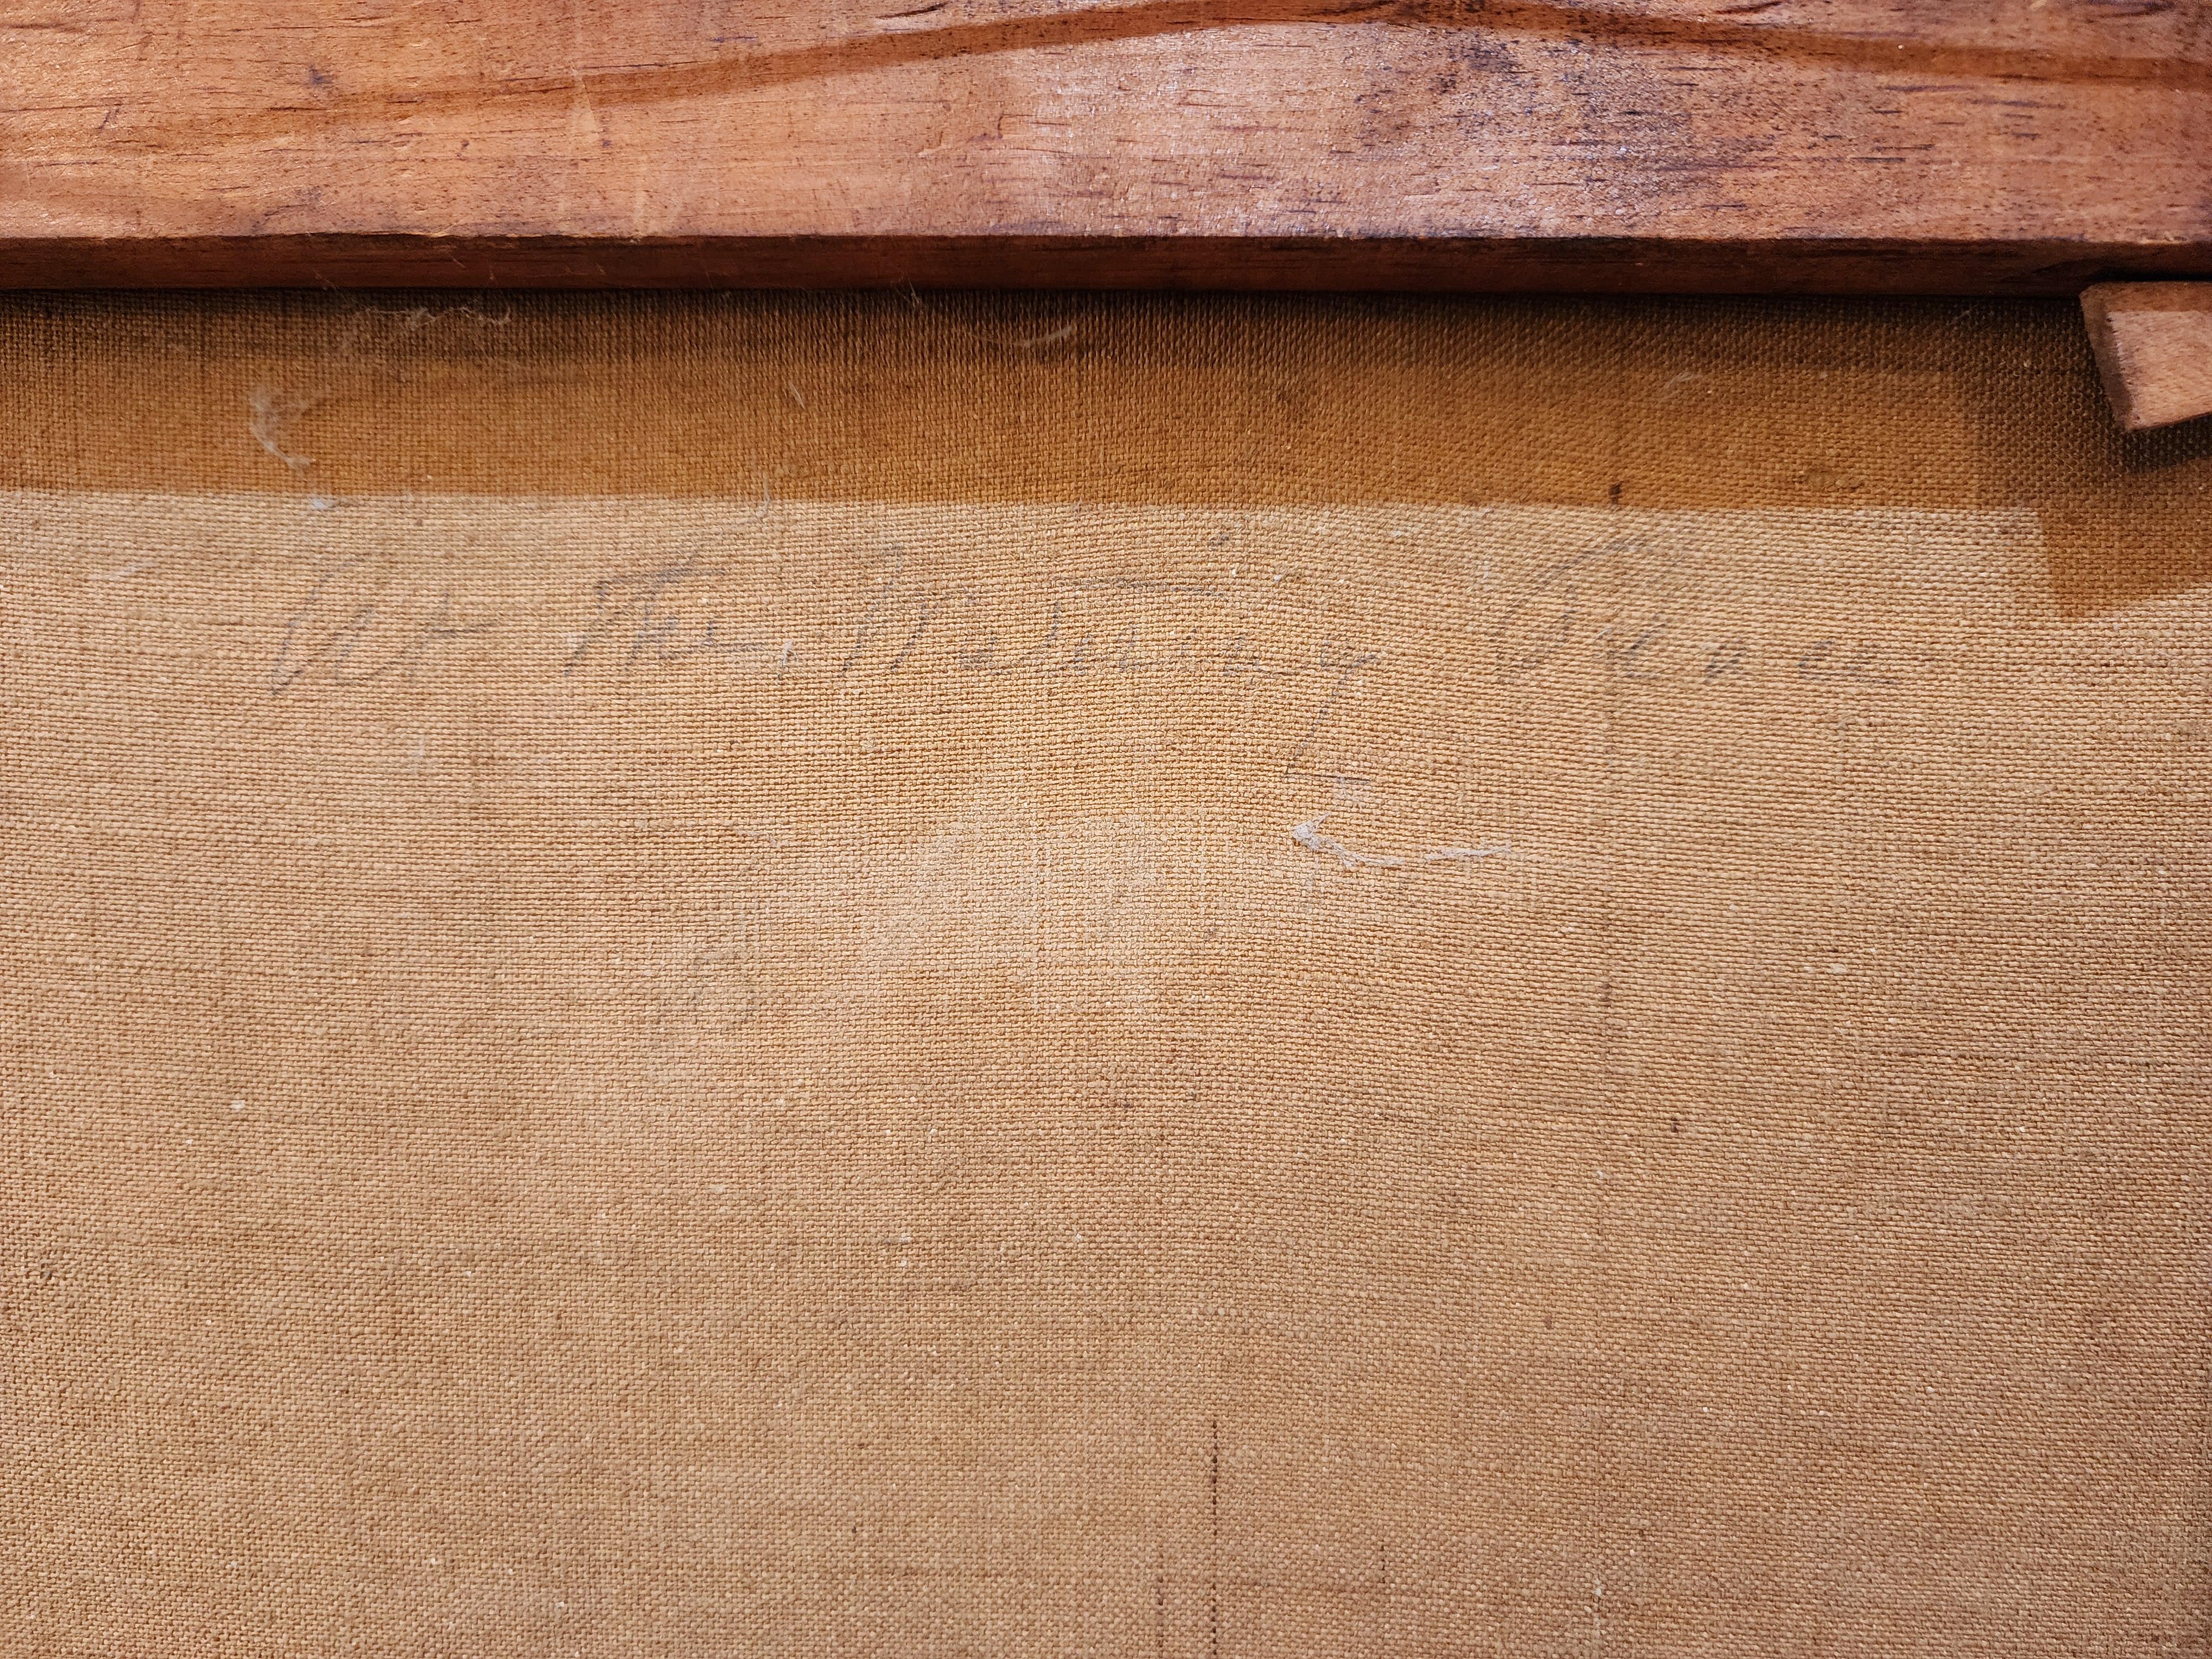 At The Watering Place